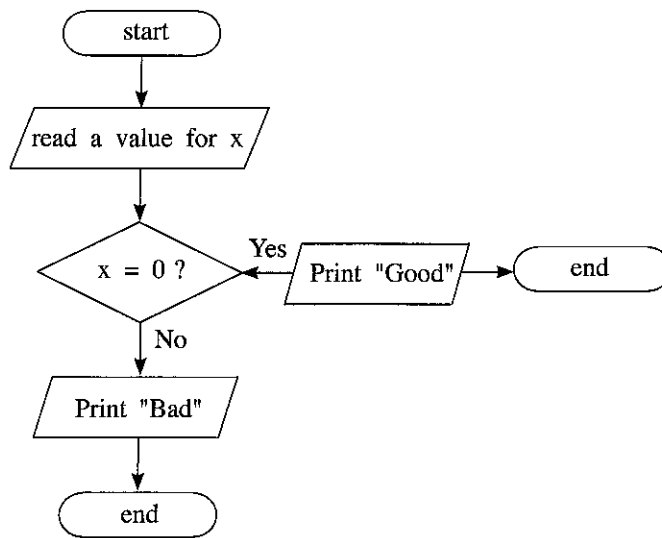 start
read a value for x
x = 0 ?
Yes
Print "Good"
end
No
Print "Bad"
end